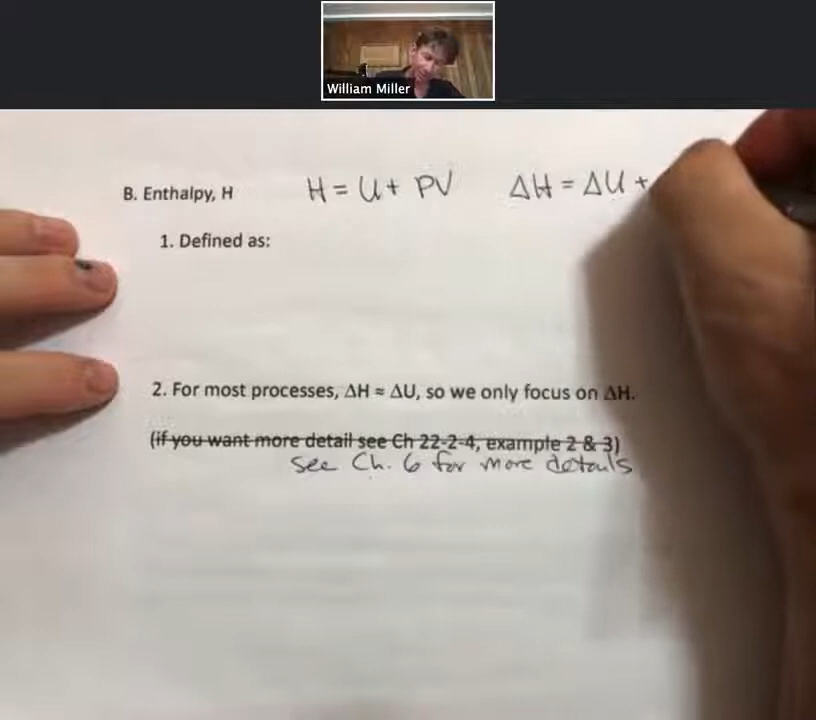 William Miller
B. Enthalpy, H H = U + PV ΔH = ΔU +
1. Defined as:
2. For most processes, ΔH ≈ ΔU, so we only focus on ΔH.
(if you want more detail see Ch 22-2-4, example 2 & 3)
see Ch. 6 for more details